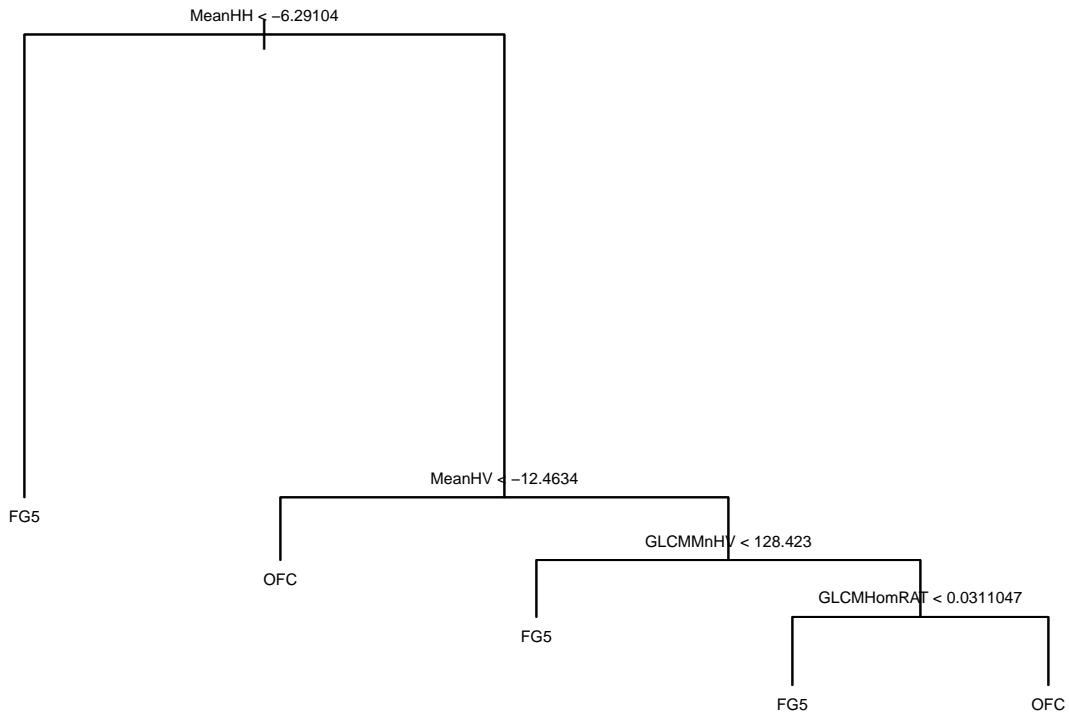 MeanHH < −6.29104
MeanHV < −12.4634
FG5
GLCMMnHV < 128.423
OFC
GLCMHomRAT < 0.0311047
FG5
FG5
OFC